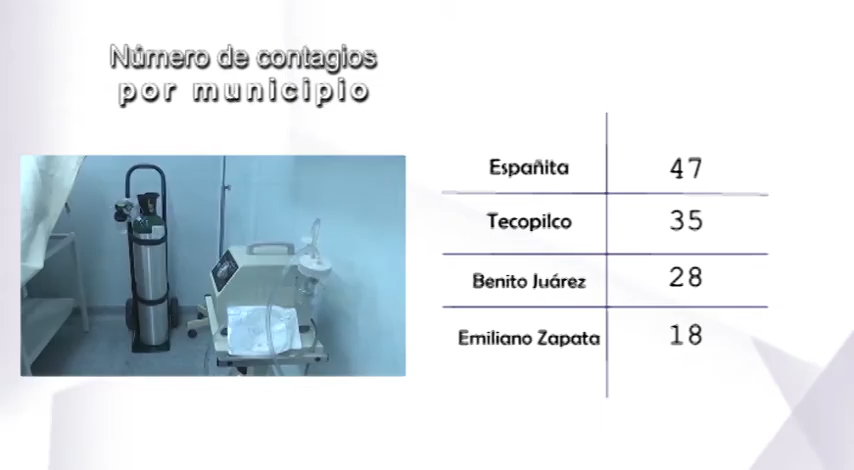 Número de contagios
por municipio
Españita 47
Tecopilco 35
Benito Juárez 28
Emiliano Zapata 18